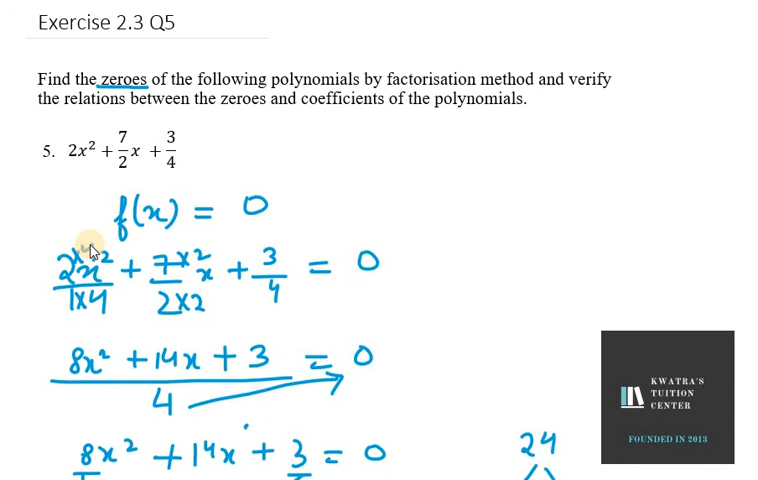 Exercise 2.3 Q5
Find the zeroes of the following polynomials by factorisation method and verify
the relations between the zeroes and coefficients of the polynomials.
5. 2x² + 7/2 x + 3/4
f(x) = 0
2x²×4/1×4 + 7×2x/2×2 + 3/4 = 0
8x² + 14x + 3/4 = 0
8x² + 14x + 3 = 0
24
KWATRA'S
TUITION
CENTER
FOUNDED IN 2013